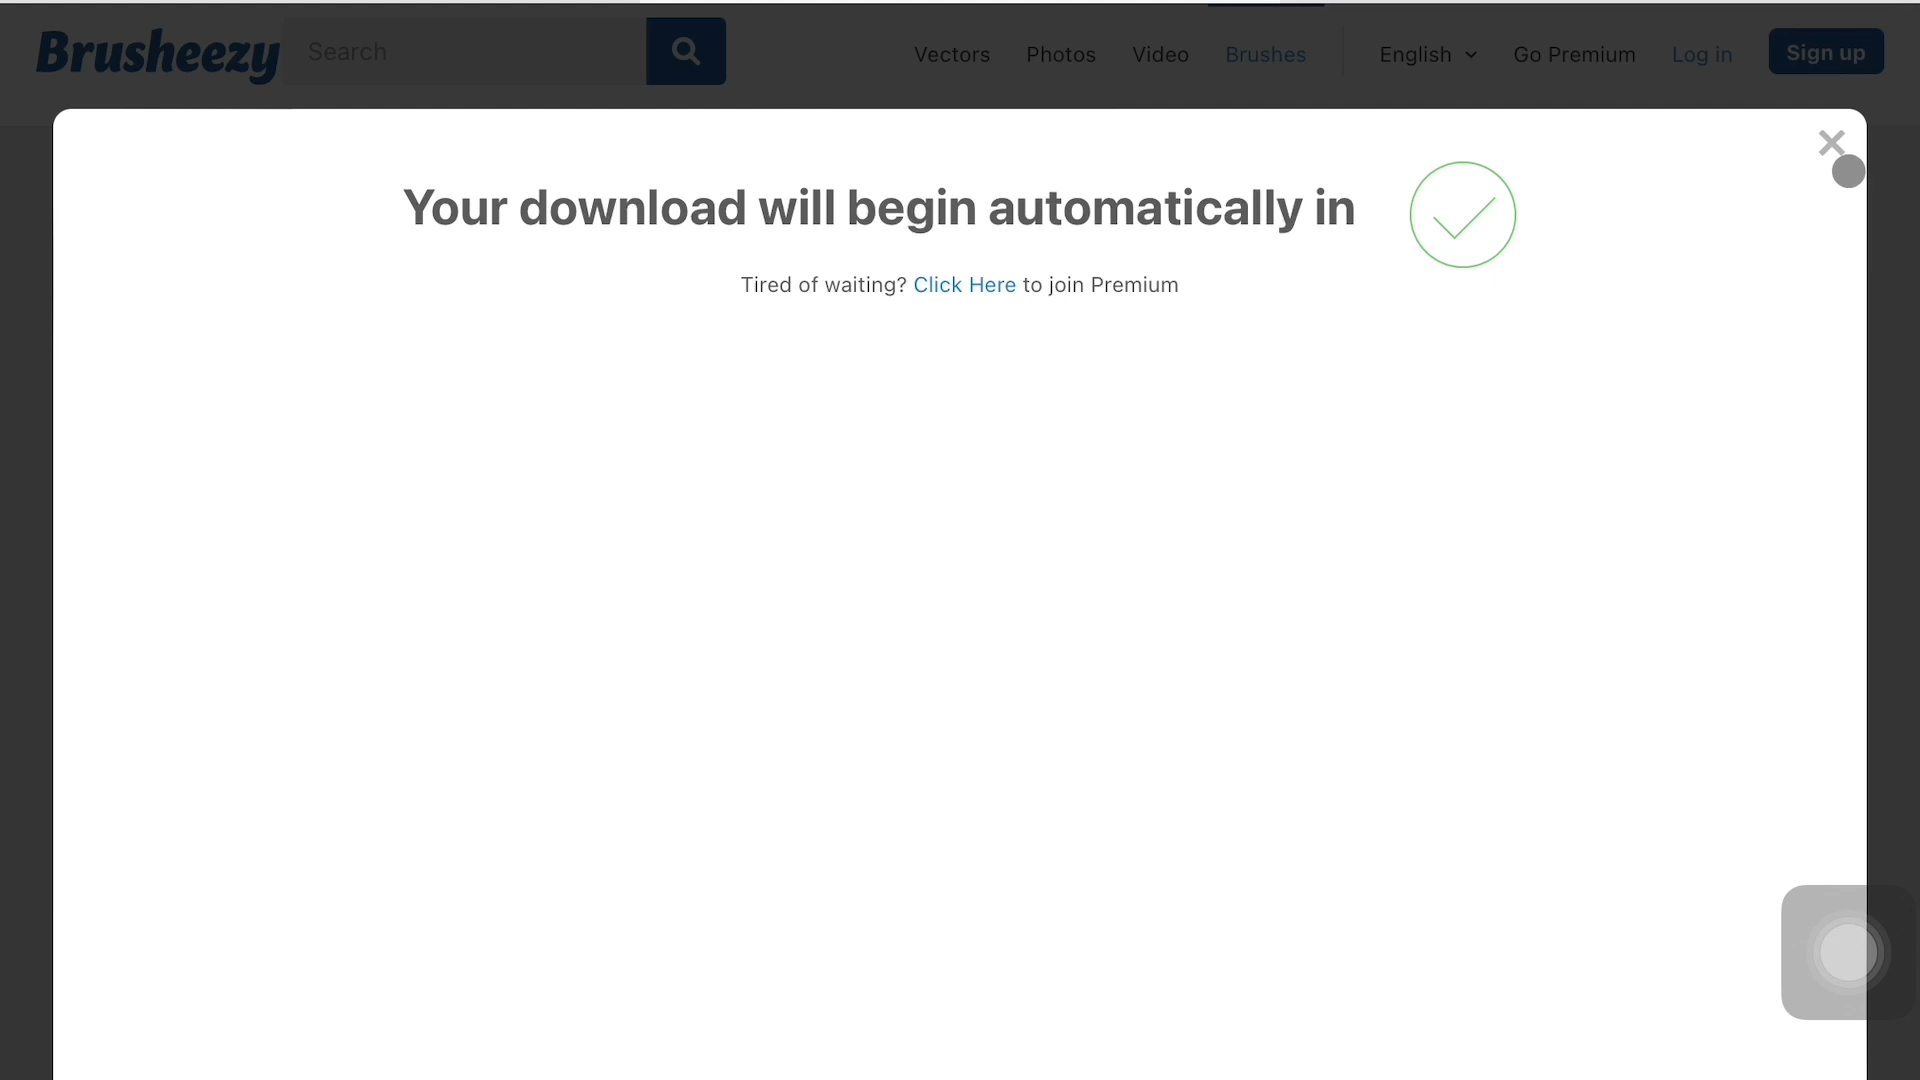 Brusheezy
Search
Vectors
Photos
Video
Brushes
English
Go Premium
Log in
Sign up
Your download will begin automatically in
Tired of waiting? Click Here to join Premium